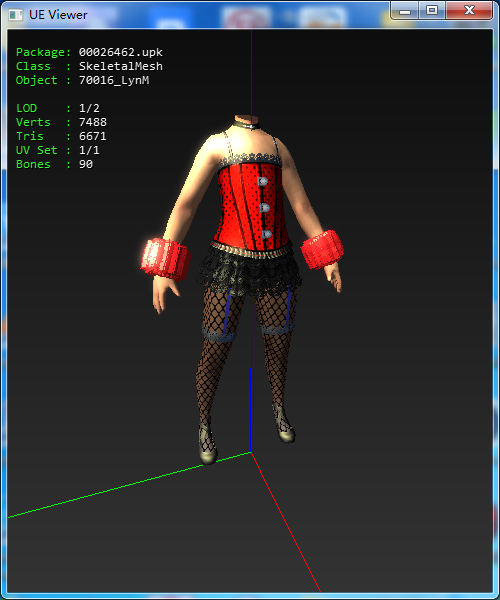 UE Viewer
Package: 00026462.upk
Class  : SkeletalMesh
Object : 70016_LynM
LOD    : 1/2
Verts  : 7488
Tris   : 6671
UV Set : 1/1
Bones  : 90